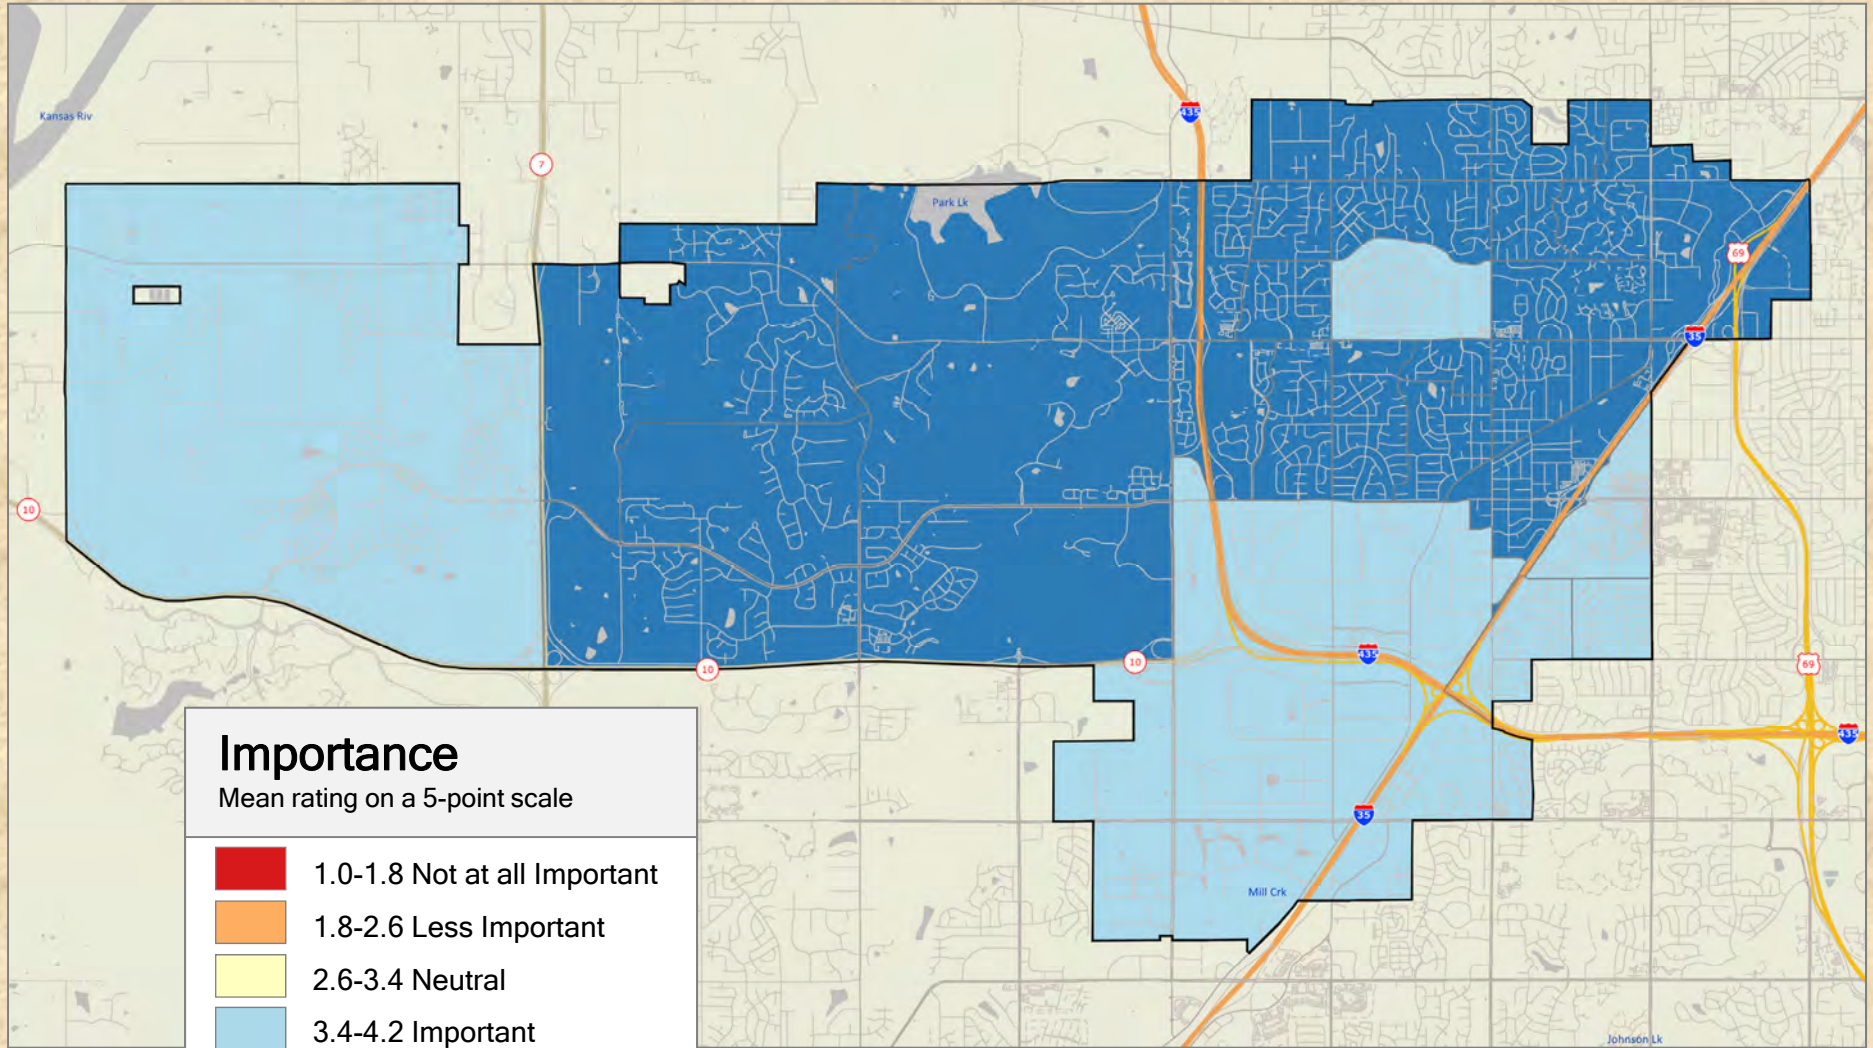 435
Kansas Riv
7
Park Lk
69
35
10
435
10
10
69
435
35
Importance
Mean rating on a 5-point scale
1.0-1.8 Not at all Important
1.8-2.6 Less Important
Mill Crk
2.6-3.4 Neutral
3.4-4.2 Important
Johnson Lk